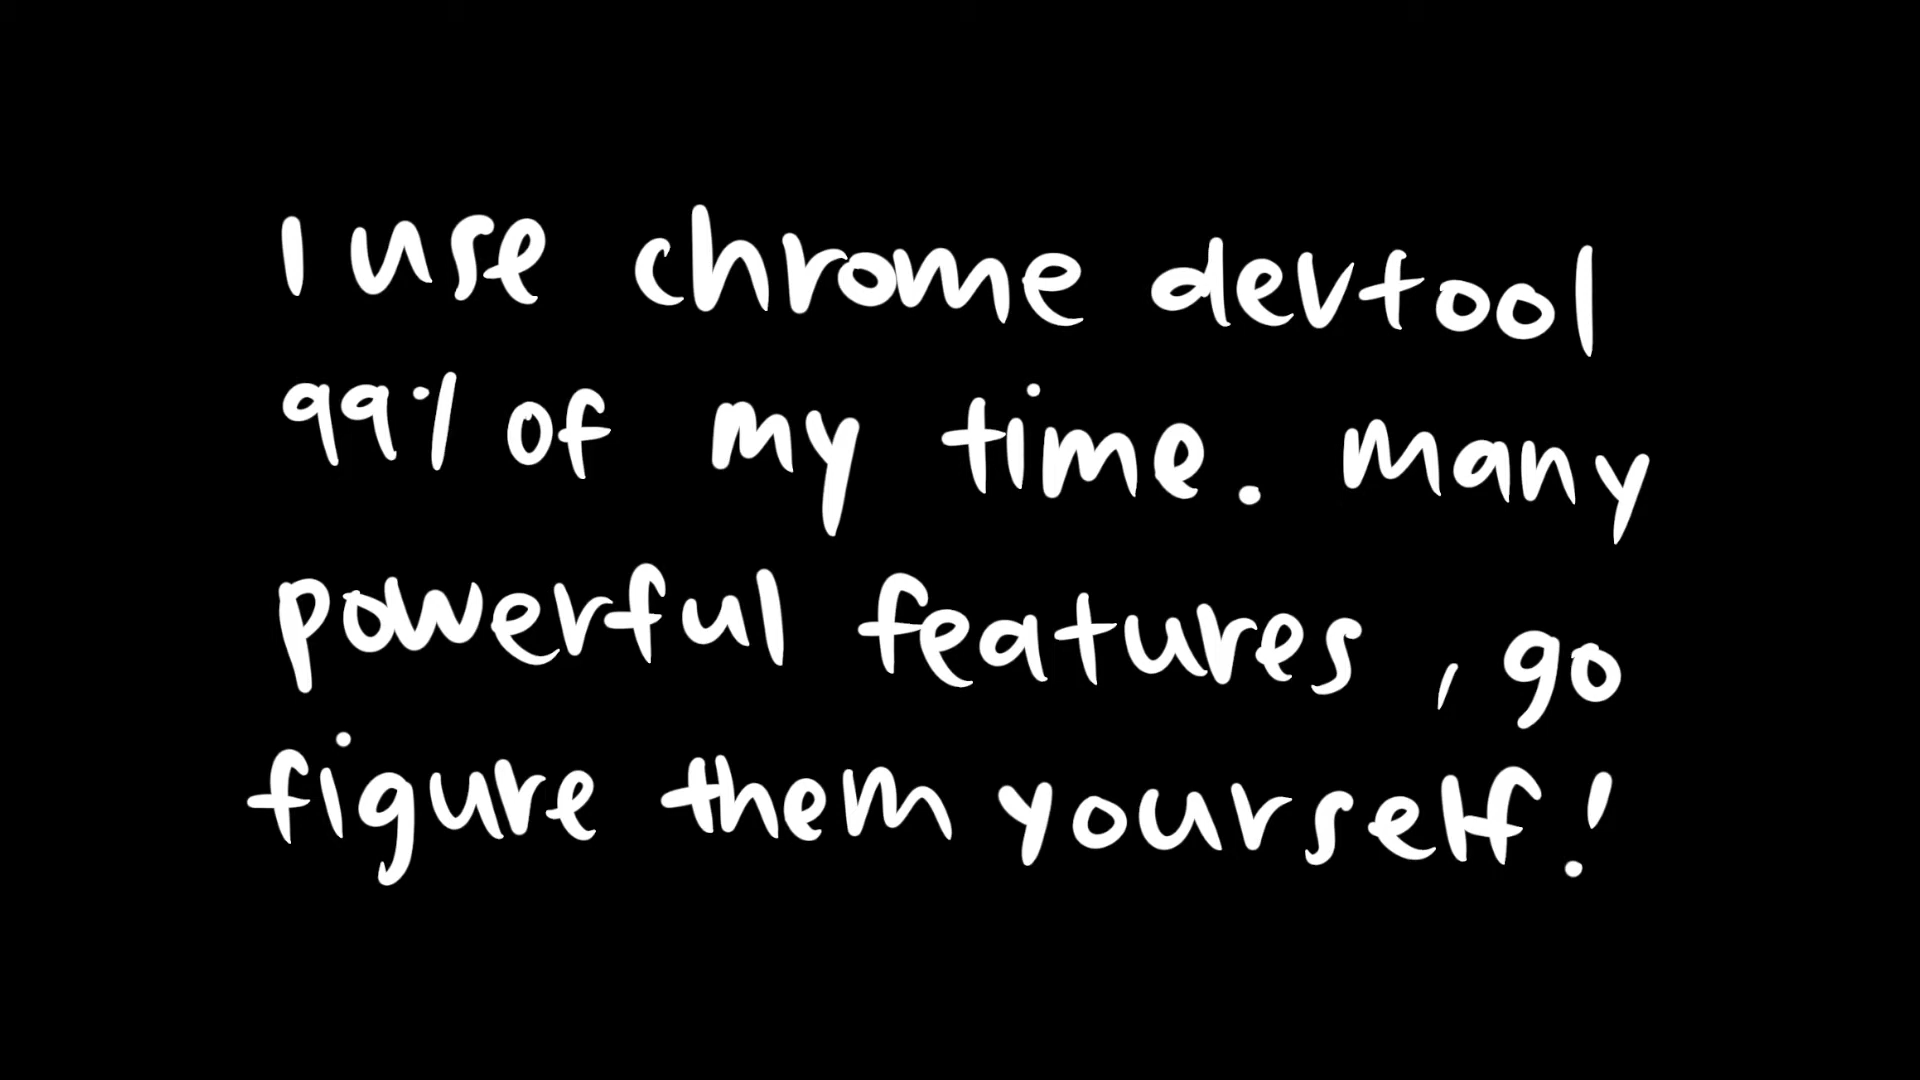 I use chrome devtool
99% of my time. many
powerful features, go
figure them yourself!